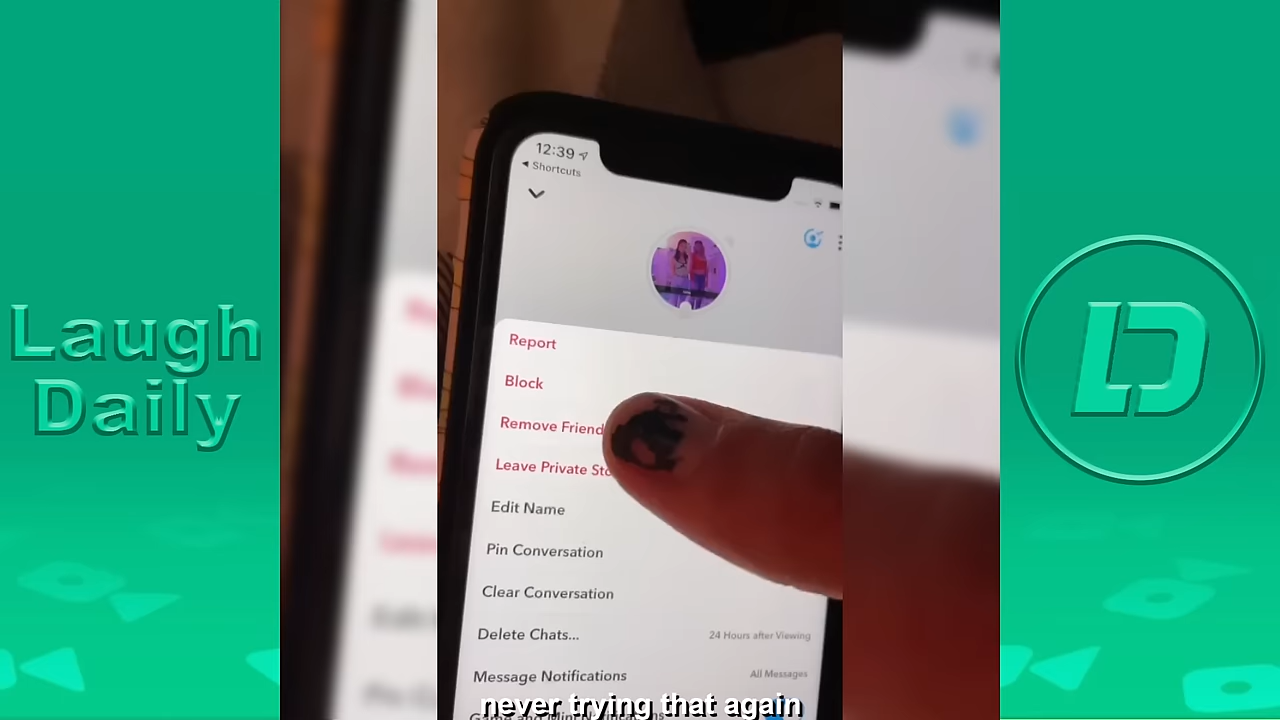 Laugh
Daily
LD
12:39
Shortcuts
Report
Block
Remove Friend
Leave Private
Edit Name
Pin Conversation
Clear Conversation
Delete Chats...
24 Hours after Viewing
Message Notifications
All Messages
never trying that again